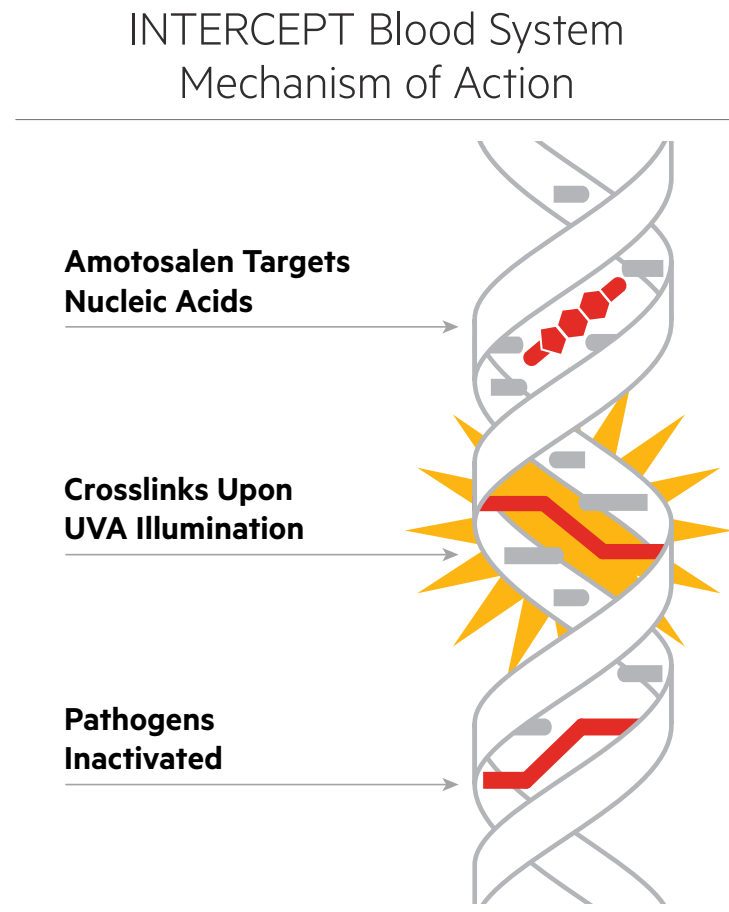 INTERCEPT Blood System
Mechanism of Action
Amotosalen Targets
Nucleic Acids
Crosslinks Upon
UVA Illumination
Pathogens
Inactivated